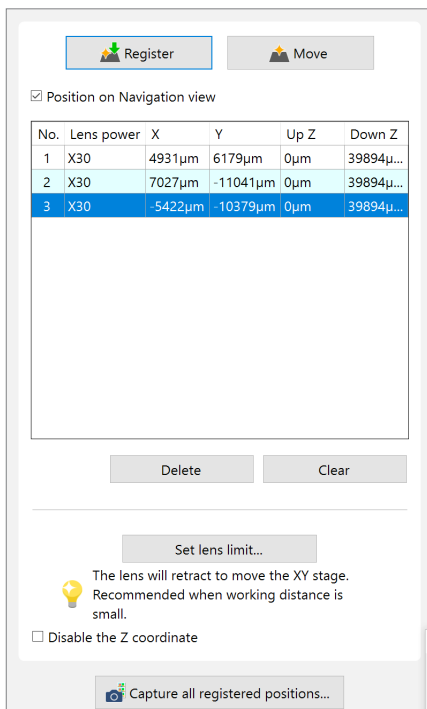 Register
Move
Position on Navigation view
No. Lens power X Y Up Z Down Z
1 X30 4931µm 6179µm 0µm 39894µ...
2 X30 7027µm -11041µm 0µm 39894µ...
3 X30 -5422µm -10379µm 0µm 39894µ...
Delete
Clear
Set lens limit...
The lens will retract to move the XY stage.
Recommended when working distance is
small.
Disable the Z coordinate
Capture all registered positions...